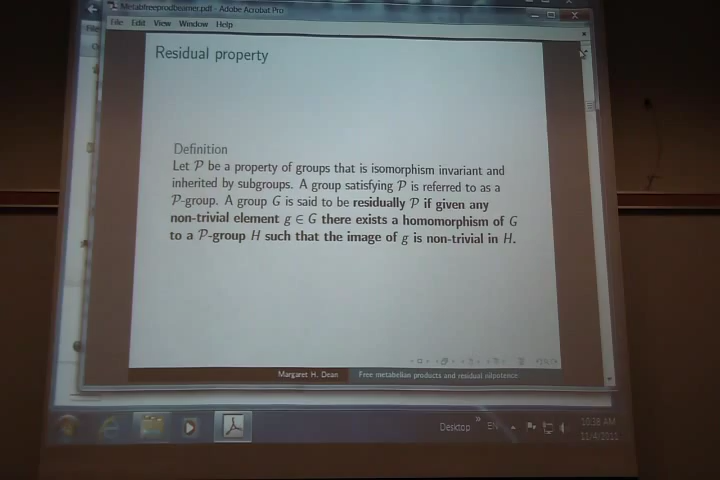 Metabfreeprodbeamer.pdf - Adobe Acrobat Pro
File Edit View Window Help
Residual property
Definition
Let P be a property of groups that is isomorphism invariant and
inherited by subgroups. A group satisfying P is referred to as a
P-group. A group G is said to be residually P if given any
non-trivial element g ∈ G there exists a homomorphism of G
to a P-group H such that the image of g is non-trivial in H.
Margaret H. Dean Free metabelian products and residual nilpotence
Desktop EN 10:38 AM
11/4/2011